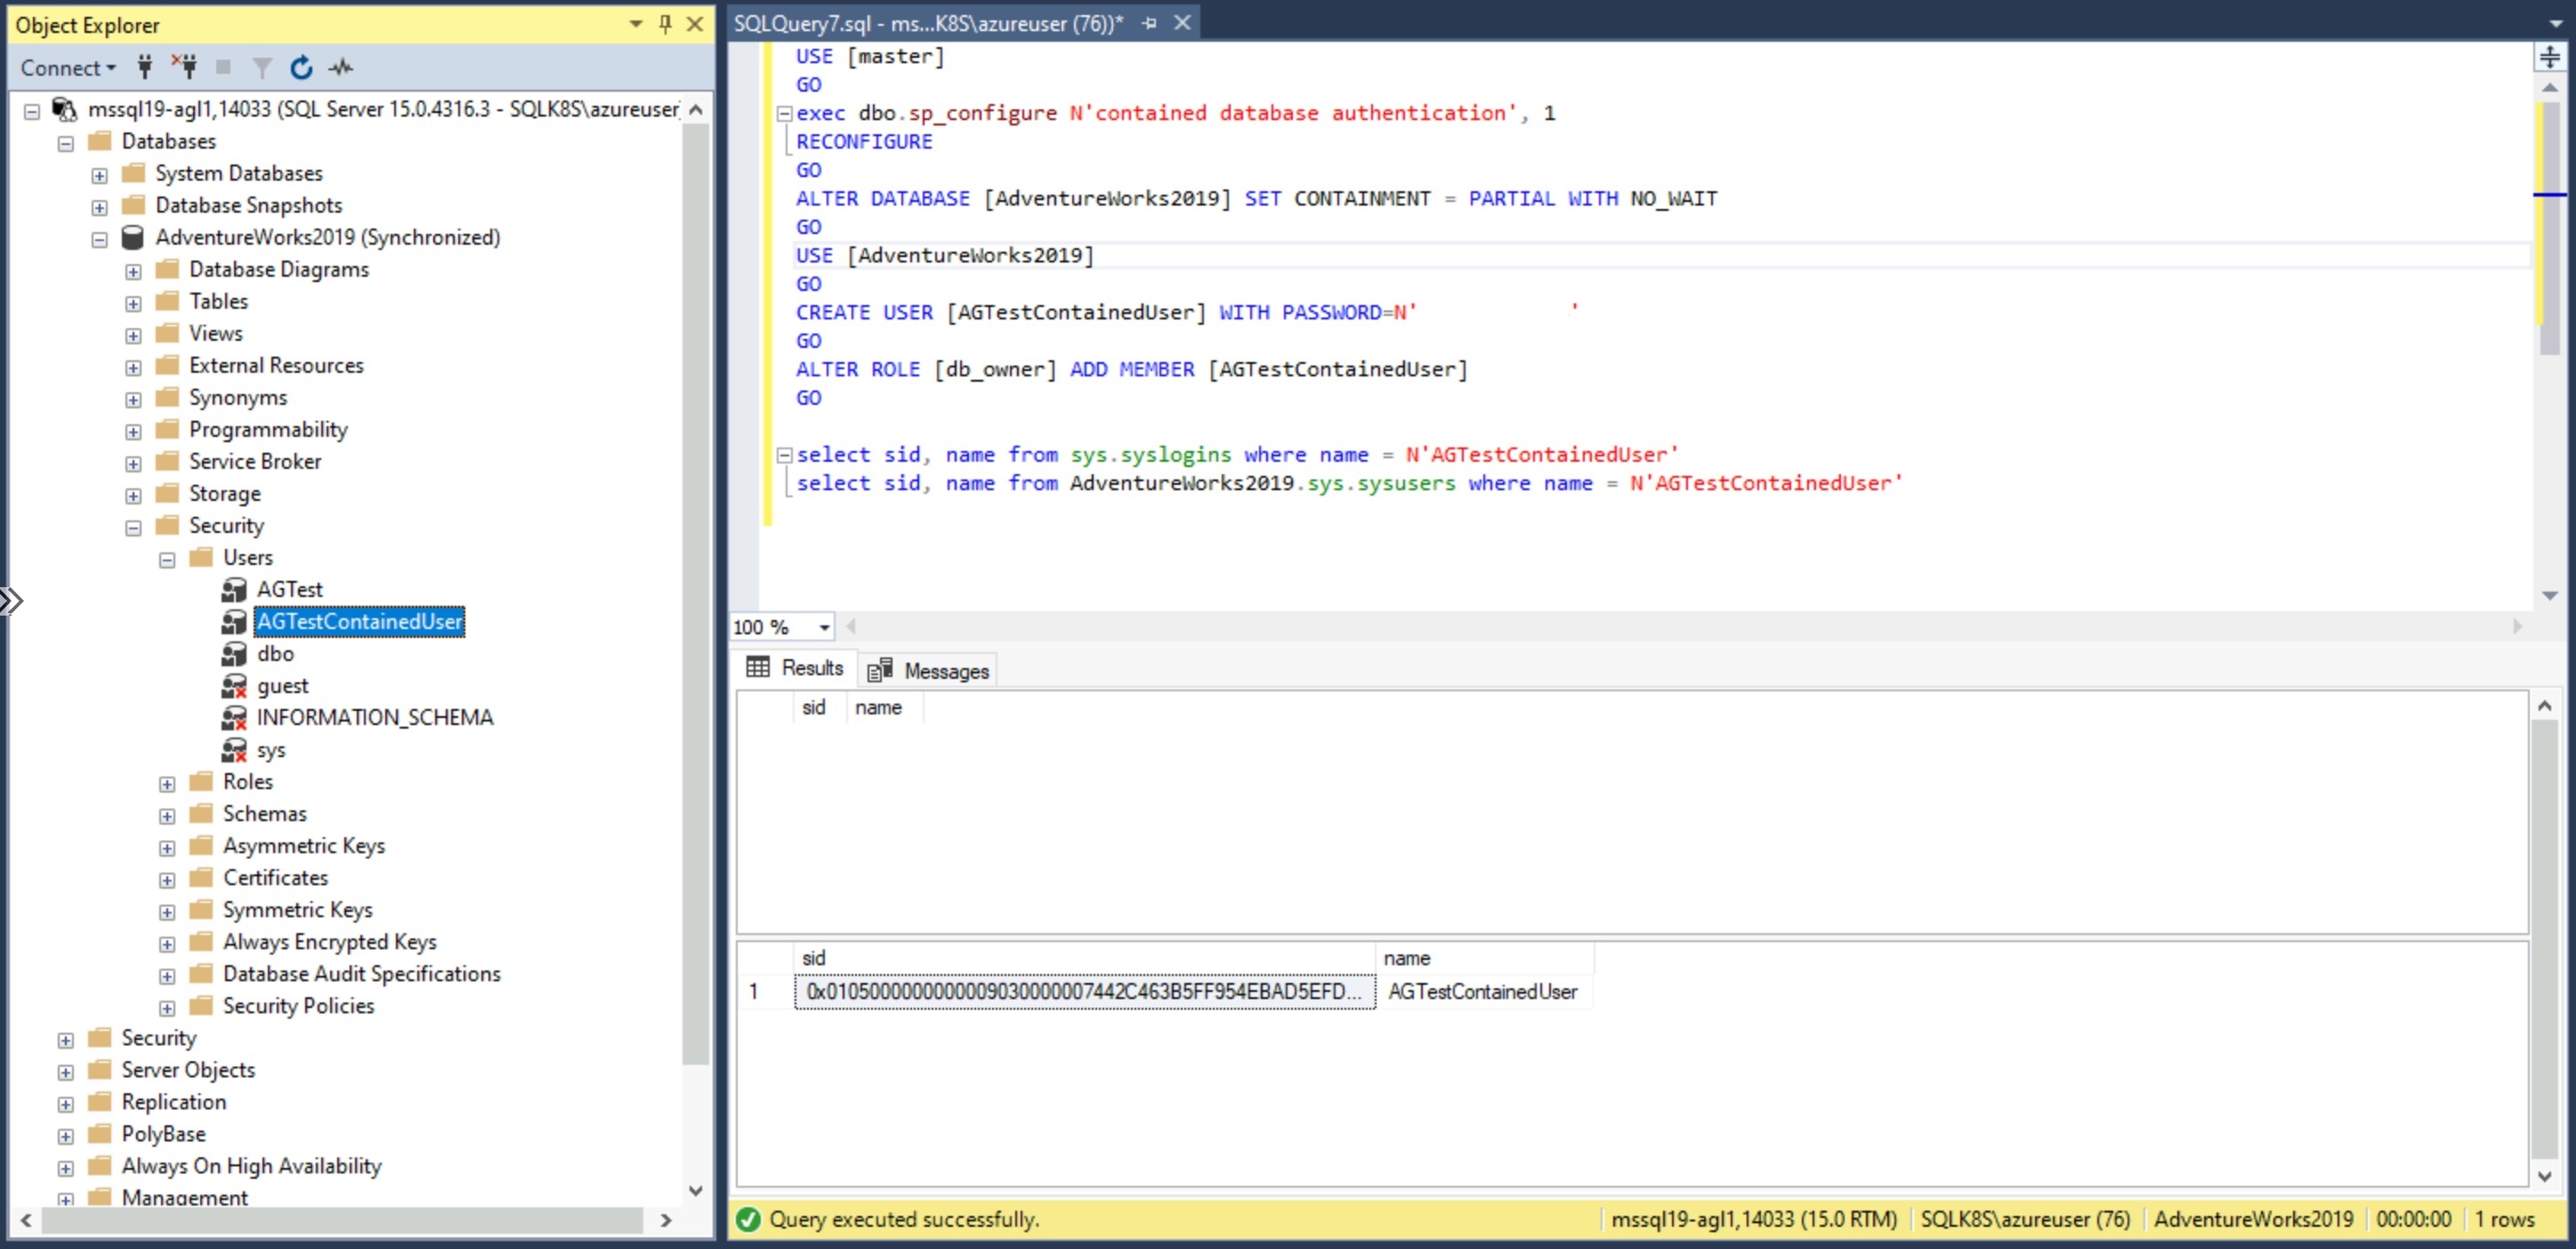 Object Explorer
Connect
mssql19-agl1,14033 (SQL Server 15.0.4316.3 - SQLK8S\azureuser
Databases
System Databases
Database Snapshots
AdventureWorks2019 (Synchronized)
Database Diagrams
Tables
Views
External Resources
Synonyms
Programmability
Service Broker
Storage
Security
Users
AGTest
AGTestContainedUser
dbo
guest
INFORMATION_SCHEMA
sys
Roles
Schemas
Asymmetric Keys
Certificates
Symmetric Keys
Always Encrypted Keys
Database Audit Specifications
Security Policies
Security
Server Objects
Replication
PolyBase
Always On High Availability
Management
SQLQuery7.sql - ms...K8S\azureuser (76))*
USE [master]
GO
exec dbo.sp_configure N'contained database authentication', 1
RECONFIGURE
GO
ALTER DATABASE [AdventureWorks2019] SET CONTAINMENT = PARTIAL WITH NO_WAIT
GO
USE [AdventureWorks2019]
GO
CREATE USER [AGTestContainedUser] WITH PASSWORD=N' '
GO
ALTER ROLE [db_owner] ADD MEMBER [AGTestContainedUser]
GO
select sid, name from sys.syslogins where name = N'AGTestContainedUser'
select sid, name from AdventureWorks2019.sys.sysusers where name = N'AGTestContainedUser'
100 %
Results Messages
sid name
sid name
1 0x01050000000000090300000007442C463B5FF954EBAD5EFD... AGTestContainedUser
Query executed successfully. mssql19-agl1,14033 (15.0 RTM) SQLK8S\azureuser (76) AdventureWorks2019 00:00:00 1 rows